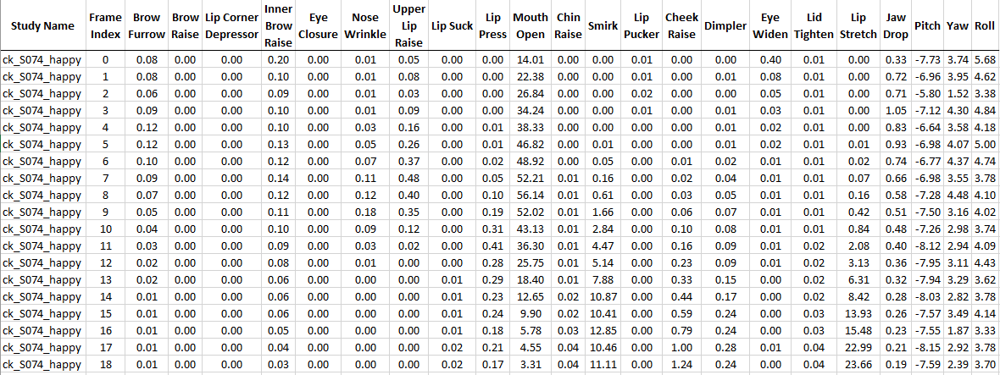 Study Name Frame Index Brow Furrow Brow Raise Lip Corner Depressor Inner Brow Raise Eye Closure Nose Wrinkle Upper Lip Raise Lip Suck Lip Press Mouth Open Chin Raise Smirk Lip Pucker Cheek Raise Dimpler Eye Widen Lid Tighten Lip Stretch Jaw Drop Pitch Yaw Roll
ck_S074_happy 0 0.08 0.00 0.00 0.20 0.00 0.01 0.05 0.00 0.00 14.01 0.00 0.00 0.01 0.00 0.00 0.40 0.01 0.00 0.33 -7.73 3.74 5.68
ck_S074_happy 1 0.08 0.00 0.00 0.10 0.00 0.01 0.08 0.00 0.00 22.38 0.00 0.00 0.01 0.00 0.01 0.08 0.01 0.00 0.72 -6.96 3.95 4.62
ck_S074_happy 2 0.06 0.00 0.00 0.09 0.00 0.01 0.03 0.00 0.00 26.84 0.00 0.00 0.02 0.00 0.00 0.05 0.01 0.00 0.71 -5.80 1.52 3.38
ck_S074_happy 3 0.09 0.00 0.00 0.10 0.00 0.01 0.09 0.00 0.00 34.24 0.00 0.00 0.01 0.00 0.01 0.03 0.01 0.00 1.05 -7.12 4.30 4.84
ck_S074_happy 4 0.12 0.00 0.00 0.10 0.00 0.03 0.16 0.00 0.01 38.33 0.00 0.00 0.00 0.00 0.01 0.02 0.01 0.00 0.83 -6.64 3.58 4.18
ck_S074_happy 5 0.12 0.00 0.00 0.13 0.00 0.05 0.26 0.00 0.01 46.82 0.01 0.01 0.00 0.00 0.01 0.02 0.01 0.01 0.93 -6.98 4.07 5.00
ck_S074_happy 6 0.10 0.00 0.00 0.12 0.00 0.07 0.37 0.00 0.02 48.92 0.00 0.05 0.00 0.01 0.02 0.01 0.01 0.02 0.74 -6.77 4.37 4.74
ck_S074_happy 7 0.09 0.00 0.00 0.14 0.00 0.11 0.48 0.00 0.05 52.21 0.01 0.16 0.00 0.02 0.04 0.01 0.01 0.07 0.66 -6.98 3.55 3.78
ck_S074_happy 8 0.07 0.00 0.00 0.12 0.00 0.12 0.40 0.00 0.10 56.14 0.01 0.61 0.00 0.03 0.05 0.01 0.01 0.16 0.58 -7.28 4.48 4.10
ck_S074_happy 9 0.05 0.00 0.00 0.11 0.00 0.18 0.35 0.00 0.19 52.02 0.01 1.66 0.00 0.06 0.07 0.01 0.01 0.42 0.51 -7.50 3.16 4.02
ck_S074_happy 10 0.04 0.00 0.00 0.10 0.00 0.09 0.12 0.00 0.31 43.13 0.01 2.84 0.00 0.10 0.08 0.01 0.01 0.84 0.48 -7.26 2.98 3.74
ck_S074_happy 11 0.03 0.00 0.00 0.09 0.00 0.03 0.02 0.00 0.41 36.30 0.01 4.47 0.00 0.16 0.09 0.01 0.01 2.08 0.40 -8.12 2.94 4.09
ck_S074_happy 12 0.02 0.00 0.00 0.08 0.00 0.01 0.00 0.00 0.28 25.75 0.01 5.14 0.00 0.23 0.09 0.01 0.02 3.13 0.36 -7.95 3.11 4.43
ck_S074_happy 13 0.02 0.00 0.00 0.06 0.00 0.00 0.00 0.01 0.29 18.40 0.01 7.88 0.00 0.33 0.15 0.00 0.02 6.31 0.32 -7.94 3.29 3.62
ck_S074_happy 14 0.01 0.00 0.00 0.06 0.00 0.00 0.00 0.01 0.23 12.65 0.02 10.87 0.00 0.44 0.17 0.00 0.02 8.42 0.28 -8.03 2.82 3.78
ck_S074_happy 15 0.01 0.00 0.00 0.06 0.00 0.00 0.00 0.01 0.24 9.90 0.02 10.41 0.00 0.59 0.24 0.00 0.03 13.93 0.26 -7.57 3.49 4.14
ck_S074_happy 16 0.01 0.00 0.00 0.05 0.00 0.00 0.00 0.01 0.18 5.78 0.03 12.85 0.00 0.79 0.24 0.00 0.03 15.48 0.23 -7.55 1.87 3.33
ck_S074_happy 17 0.01 0.00 0.00 0.04 0.00 0.00 0.00 0.02 0.21 4.55 0.04 10.46 0.00 1.00 0.28 0.01 0.04 22.99 0.21 -8.15 2.92 3.78
ck_S074_happy 18 0.01 0.00 0.00 0.03 0.00 0.00 0.00 0.02 0.17 3.31 0.04 11.11 0.00 1.24 0.24 0.00 0.04 23.66 0.19 -7.59 2.39 3.70